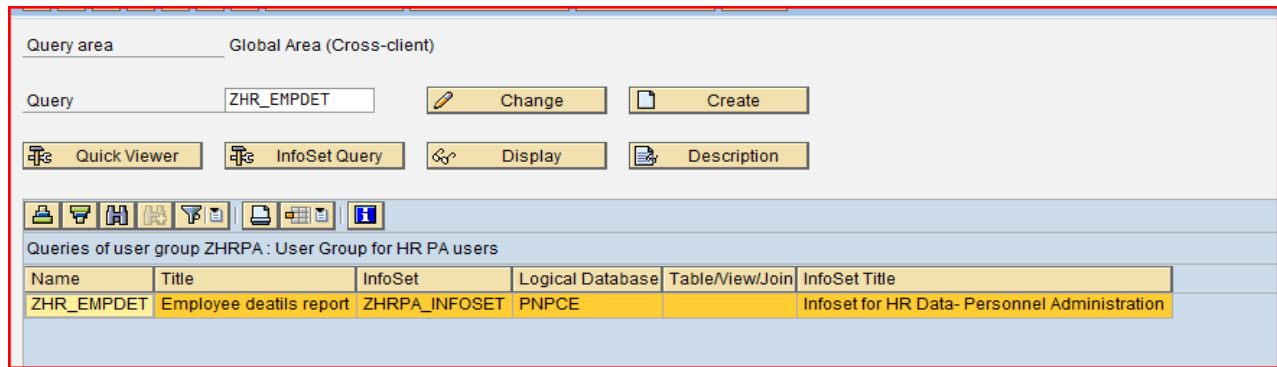 Query area Global Area (Cross-client)
Query ZHR_EMPDET Change Create
Quick Viewer InfoSet Query Display Description
Queries of user group ZHRPA : User Group for HR PA users
Name Title InfoSet Logical Database Table/View/Join InfoSet Title
ZHR_EMPDET Employee deatils report ZHRPA_INFOSET PNPCE Infoset for HR Data- Personnel Administration